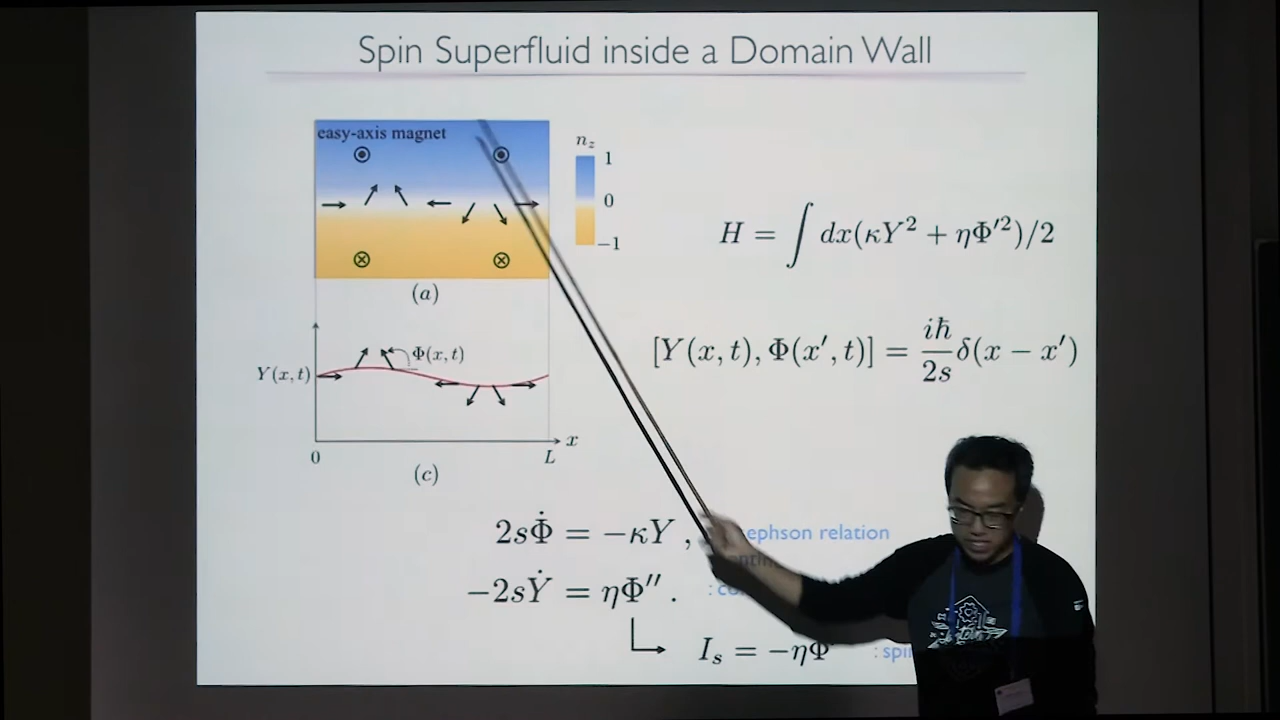 Spin Superfluid inside a Domain Wall
easy-axis magnet
n_z
1
0
−1
(a)
H = ∫ dx(κY² + ηΦ′²)/2
[Y(x, t), Φ(x′, t)] = iℏ/2s δ(x − x′)
Φ(x, t)
Y(x, t)
x
0
L
(c)
2sΦ̇ = −κY , ephson relation
−2sẎ = ηΦ″ .
I_s = −ηΦ : spi